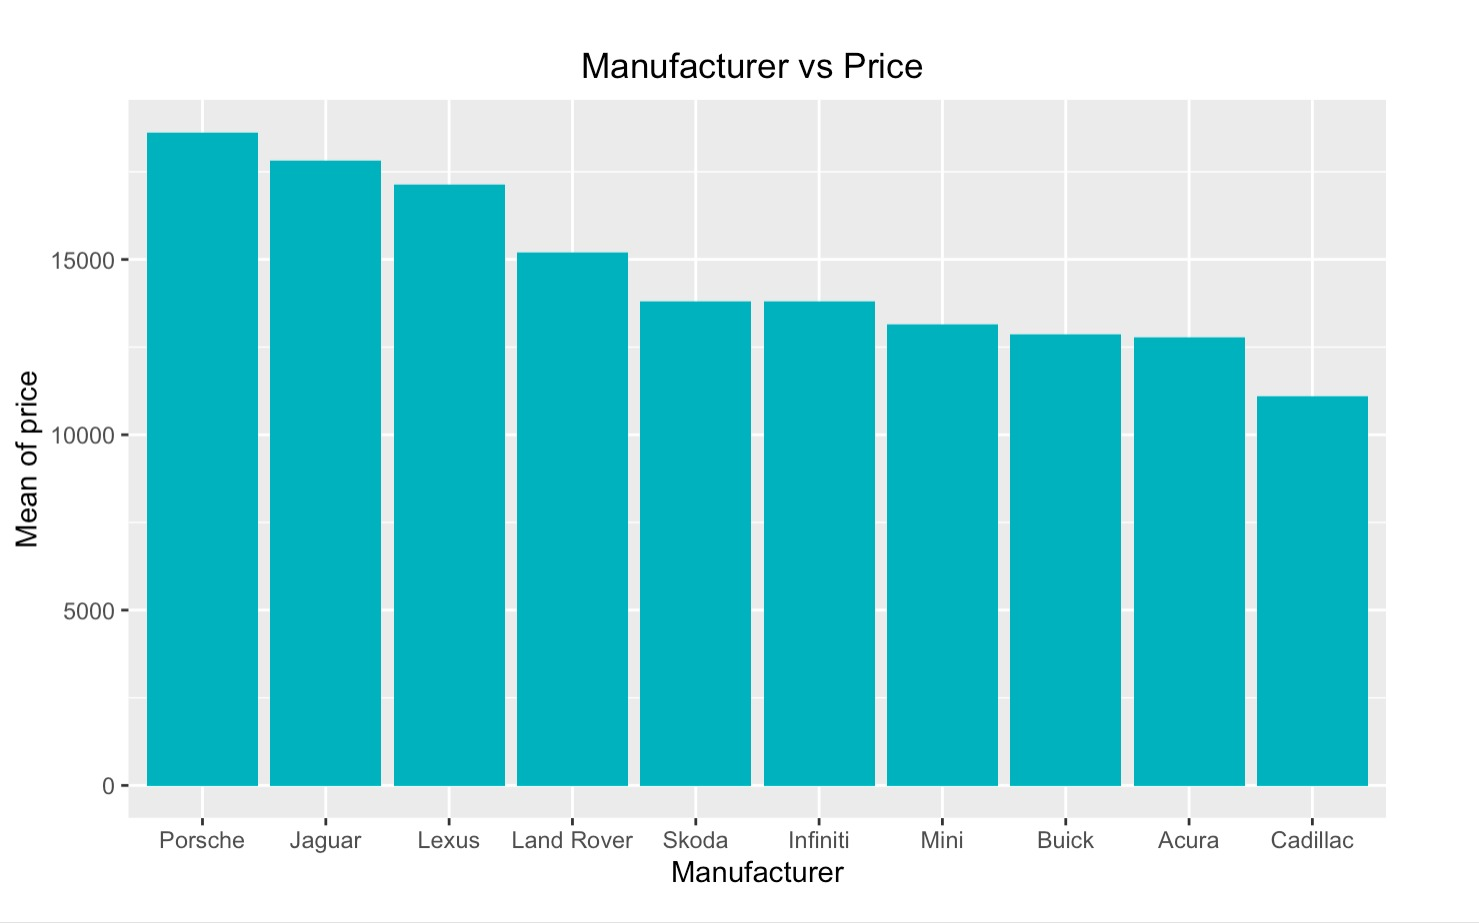 Manufacturer vs Price
Mean of price
15000
10000
5000
0
Porsche Jaguar Lexus Land Rover Skoda Infiniti Mini Buick Acura Cadillac
Manufacturer